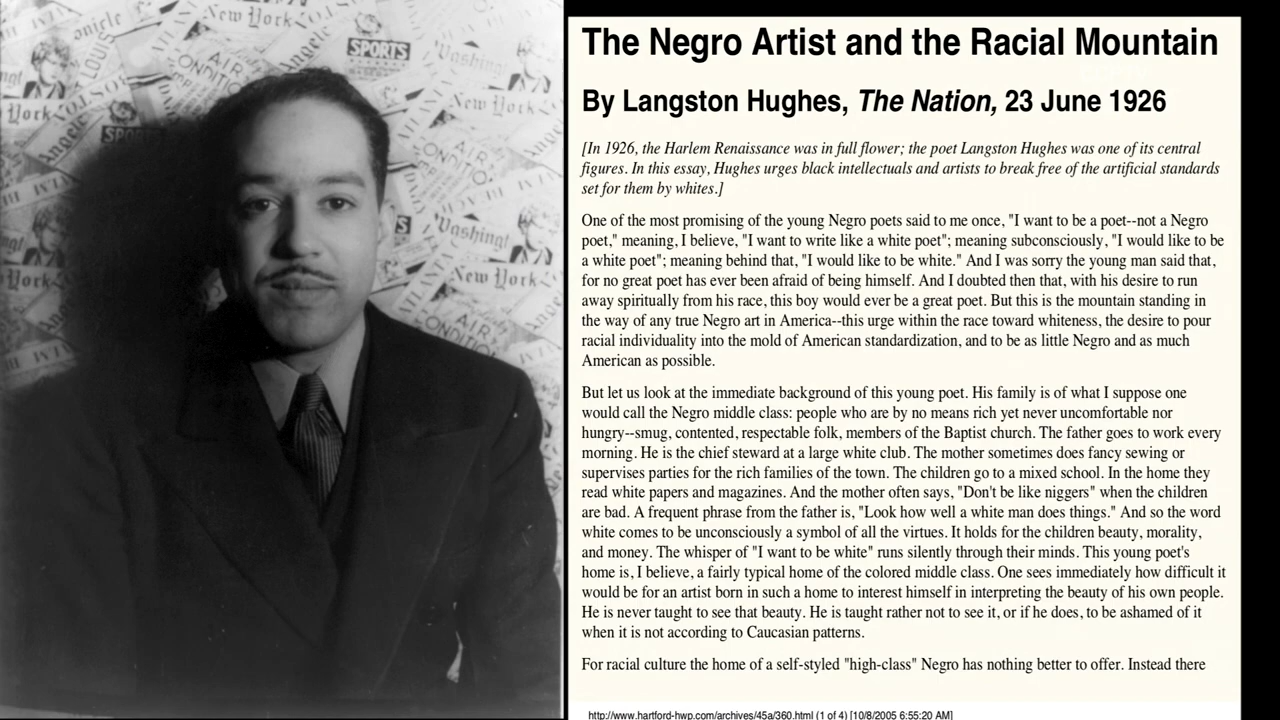 New York
SPORTS
AIR
CONDITION
Washingt
New York
The Negro Artist and the Racial Mountain
By Langston Hughes, The Nation, 23 June 1926
[In 1926, the Harlem Renaissance was in full flower; the poet Langston Hughes was one of its central
figures. In this essay, Hughes urges black intellectuals and artists to break free of the artificial standards
set for them by whites.]
One of the most promising of the young Negro poets said to me once, "I want to be a poet--not a Negro
poet," meaning, I believe, "I want to write like a white poet"; meaning subconsciously, "I would like to be
a white poet"; meaning behind that, "I would like to be white." And I was sorry the young man said that,
for no great poet has ever been afraid of being himself. And I doubted then that, with his desire to run
away spiritually from his race, this boy would ever be a great poet. But this is the mountain standing in
the way of any true Negro art in America--this urge within the race toward whiteness, the desire to pour
racial individuality into the mold of American standardization, and to be as little Negro and as much
American as possible.
But let us look at the immediate background of this young poet. His family is of what I suppose one
would call the Negro middle class: people who are by no means rich yet never uncomfortable nor
hungry--smug, contented, respectable folk, members of the Baptist church. The father goes to work every
morning. He is the chief steward at a large white club. The mother sometimes does fancy sewing or
supervises parties for the rich families of the town. The children go to a mixed school. In the home they
read white papers and magazines. And the mother often says, "Don't be like niggers" when the children
are bad. A frequent phrase from the father is, "Look how well a white man does things." And so the word
white comes to be unconsciously a symbol of all the virtues. It holds for the children beauty, morality,
and money. The whisper of "I want to be white" runs silently through their minds. This young poet's
home is, I believe, a fairly typical home of the colored middle class. One sees immediately how difficult it
would be for an artist born in such a home to interest himself in interpreting the beauty of his own people.
He is never taught to see that beauty. He is taught rather not to see it, or if he does, to be ashamed of it
when it is not according to Caucasian patterns.
For racial culture the home of a self-styled "high-class" Negro has nothing better to offer. Instead there
http://www.hartford-hwp.com/archives/45a/360.html (1 of 4) [10/8/2005 6:55:20 AM]